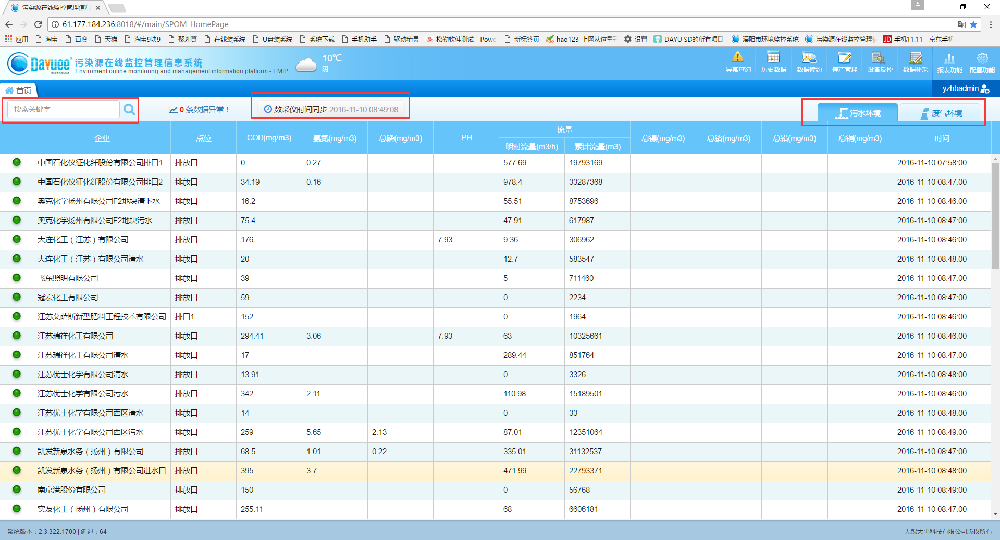 污染源在线监控管理信息
61.177.184.236:8018/#/main/SPOM_HomePage
应用 淘宝 百度 天猫 淘宝9块9 聚划算 在线装系统 U盘装系统 系统下载 手机助手 驱动精灵 松勤软件测试 - Powe 新标签页 hao123_上网从这里开 设置 DAYU SD的所有项目 溧阳市环境监控系统 污染源在线监控管理信 JD 手机11.11 - 京东手机
Dayuee TECHNOLOGY
污染源在线监控管理信息系统
Enviroment online monitoring and management information platform - EMIP
10℃
阴
异常查询 历史数据 数据修约 停产管理 设备反控 数据补采 报表功能 配置功能
首页
yzhbadmin
搜索关键字
0 条数据异常！
数采仪时间同步 2016-11-10 08:49:08
污水环境 废气环境
企业 点位 COD(mg/m3) 氨氮(mg/m3) 总磷(mg/m3) PH 流量 总镍(mg/m3) 总铬(mg/m3) 总铅(mg/m3) 总铜(mg/m3) 时间
瞬时流量(m3/h) 累计流量(m3)
中国石化仪征化纤股份有限公司排口1 排放口 0 0.27 577.69 19793169 2016-11-10 07:58:00
中国石化仪征化纤股份有限公司排口2 排放口 34.19 0.16 978.4 33287368 2016-11-10 08:47:00
奥克化学扬州有限公司F2地块清下水 排放口 16.2 55.51 8753696 2016-11-10 08:46:00
奥克化学扬州有限公司F2地块污水 排放口 75.4 47.91 617987 2016-11-10 08:47:00
大连化工（江苏）有限公司 排放口 176 7.93 9.36 306962 2016-11-10 08:46:00
大连化工（江苏）有限公司清水 排放口 20 12.7 583547 2016-11-10 08:48:00
飞东照明有限公司 排放口 39 5 711460 2016-11-10 08:47:00
冠宏化工有限公司 排放口 59 0 2234 2016-11-10 08:47:00
江苏艾萨斯新型肥料工程技术有限公司 排口1 152 0 1964 2016-11-10 08:46:00
江苏瑞祥化工有限公司 排放口 294.41 3.06 7.93 63 10325661 2016-11-10 08:46:00
江苏瑞祥化工有限公司清水 排放口 17 289.44 851764 2016-11-10 08:47:00
江苏优士化学有限公司清水 排放口 13.91 0 3326 2016-11-10 08:48:00
江苏优士化学有限公司污水 排放口 342 2.11 110.98 15189501 2016-11-10 08:46:00
江苏优士化学有限公司西区清水 排放口 14 0 33 2016-11-10 08:48:00
江苏优士化学有限公司西区污水 排放口 259 5.65 2.13 87.01 12351064 2016-11-10 08:49:00
凯发新泉水务（扬州）有限公司 排放口 68.5 1.01 0.22 335.01 31132537 2016-11-10 08:47:00
凯发新泉水务（扬州）有限公司进水口 排放口 395 3.7 471.99 22793371 2016-11-10 08:48:00
南京港股份有限公司 排放口 150 0 56768 2016-11-10 08:49:00
实友化工（扬州）有限公司 排放口 255.11 68 6606181 2016-11-10 08:47:00
系统版本：2.3.322.1700 | 延迟：64
无锡大禹科技有限公司版权所有